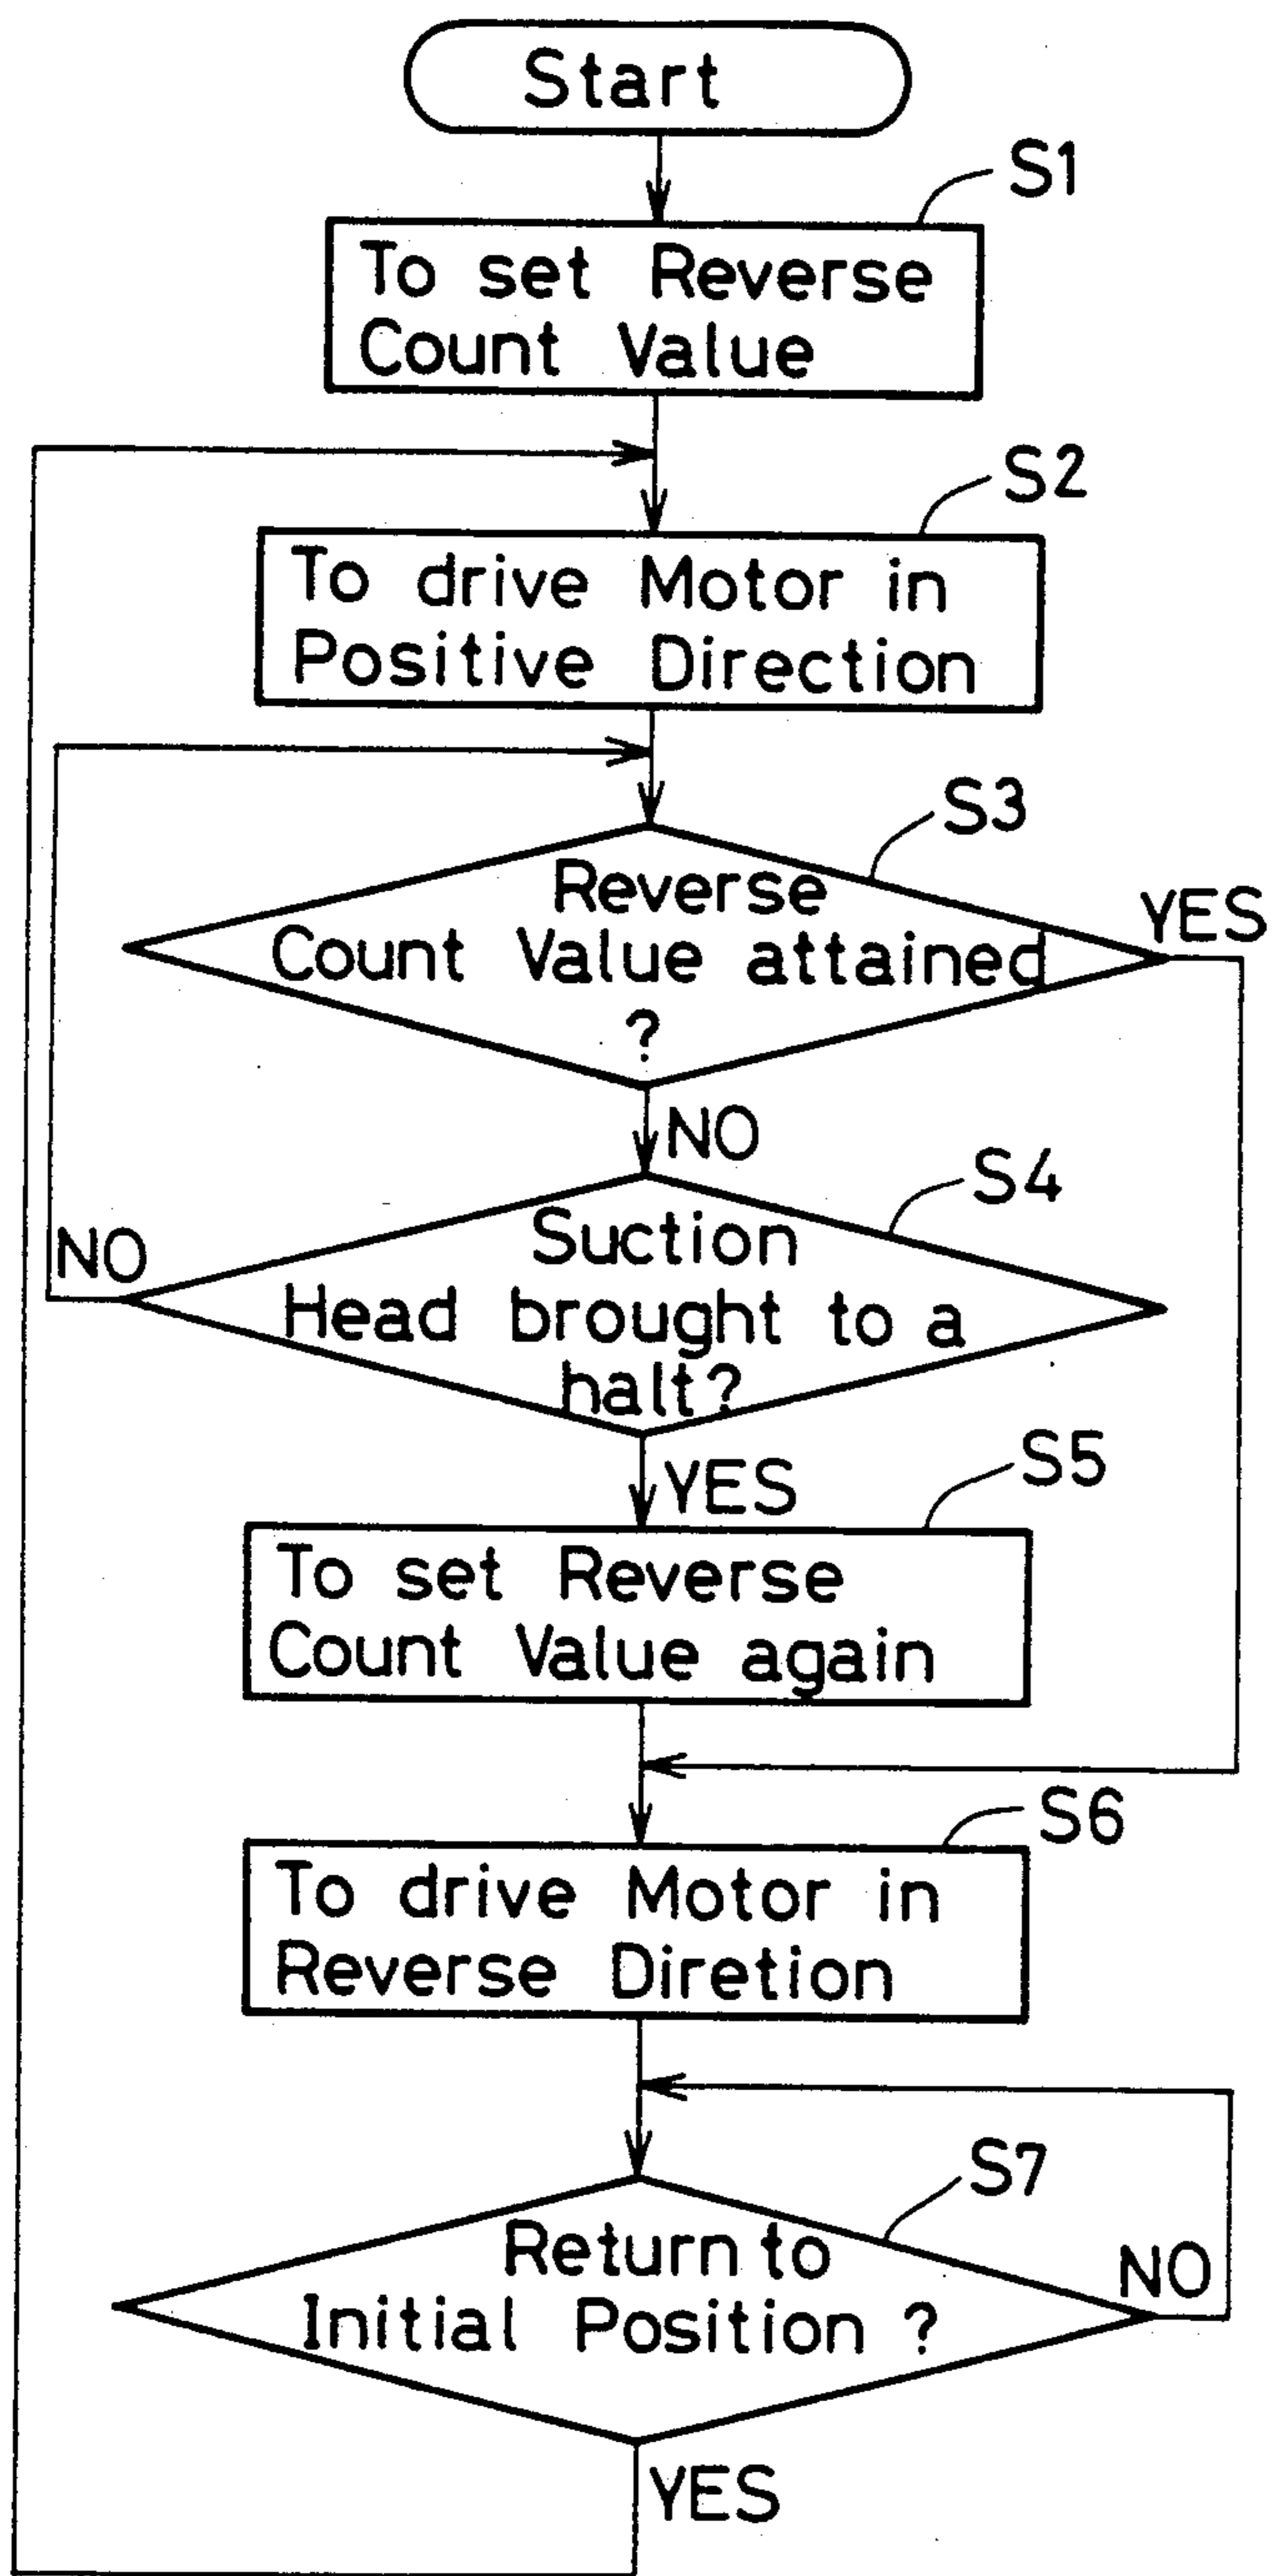 Start
S1
To set Reverse
Count Value
S2
To drive Motor in
Positive Direction
S3
Reverse
YES
Count Value attained
?
NO
S4
Suction
NO
Head brought to a
halt?
YES
S5
To set Reverse
Count Value again
S6
To drive Motor in
Reverse Diretion
S7
Return to
NO
Initial Position ?
YES